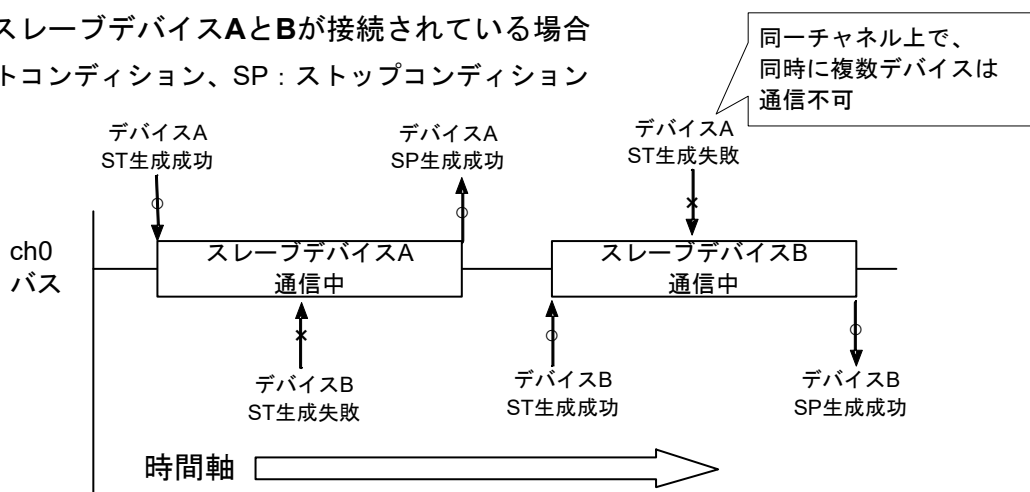 スレーブデバイスAとBが接続されている場合
トコンディション、SP：ストップコンディション
同一チャネル上で、
同時に複数デバイスは
通信不可
デバイスA
ST生成成功
デバイスA
SP生成成功
デバイスA
ST生成失敗
ch0
バス
スレーブデバイスA
通信中
スレーブデバイスB
通信中
デバイスB
ST生成失敗
デバイスB
ST生成成功
デバイスB
SP生成成功
時間軸